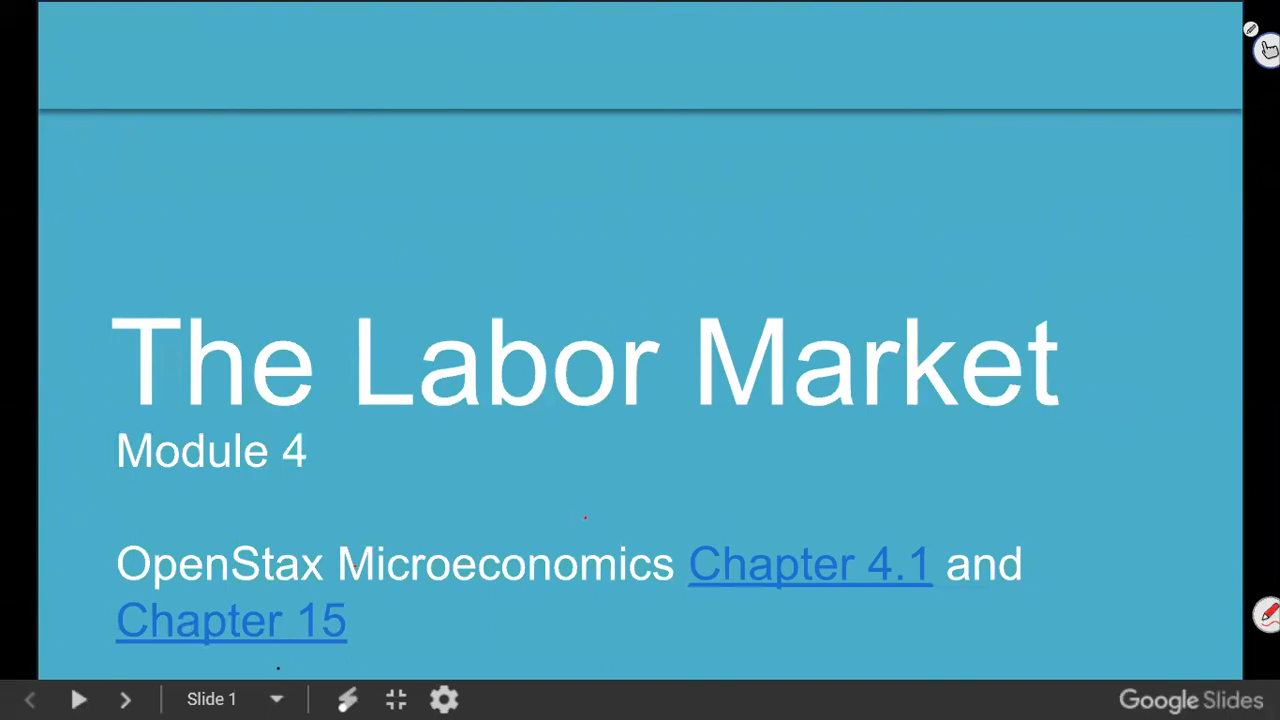 The Labor Market
Module 4
OpenStax Microeconomics Chapter 4.1 and
Chapter 15
Slide 1
Google Slides